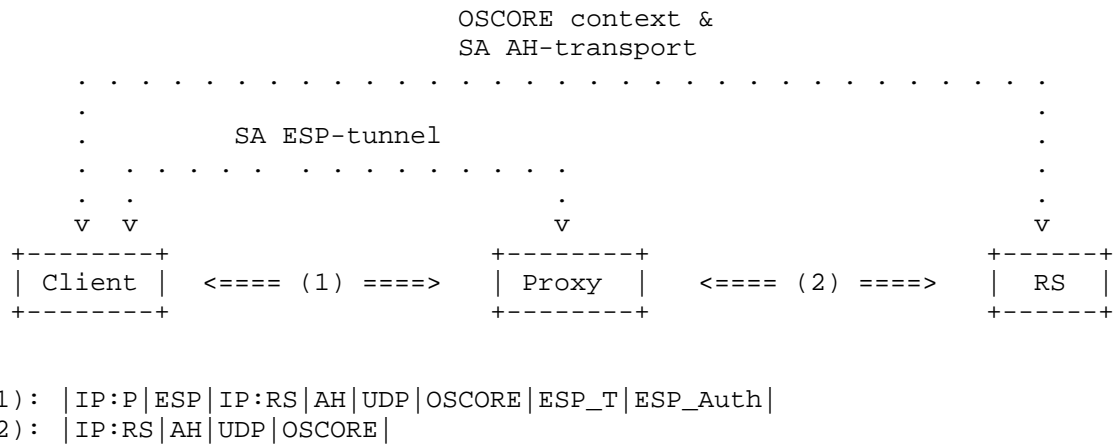 OSCORE context &
SA AH-transport
SA ESP-tunnel
v v v v
Client <==== (1) ====> Proxy <==== (2) ====> RS
1): |IP:P|ESP|IP:RS|AH|UDP|OSCORE|ESP_T|ESP_Auth|
2): |IP:RS|AH|UDP|OSCORE|